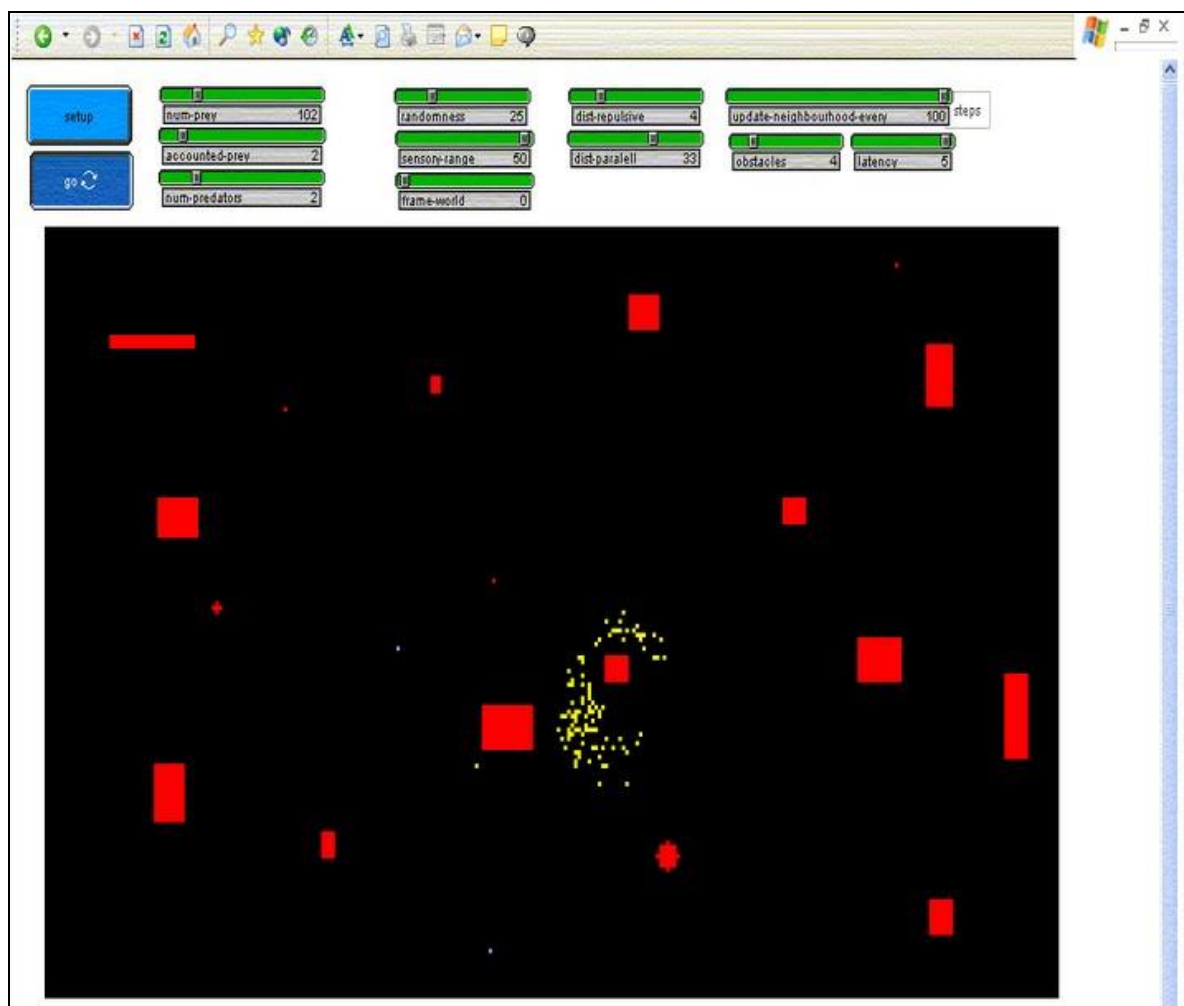 setup
num-prey 102
randomness 25
dist-repulsive 4
update-neighbourhood-every 100 steps
accounted-prey 2
sensory-range 50
dist-paralell 33
obstacles 4
latency 5
go
num-predators 2
frame-world 0